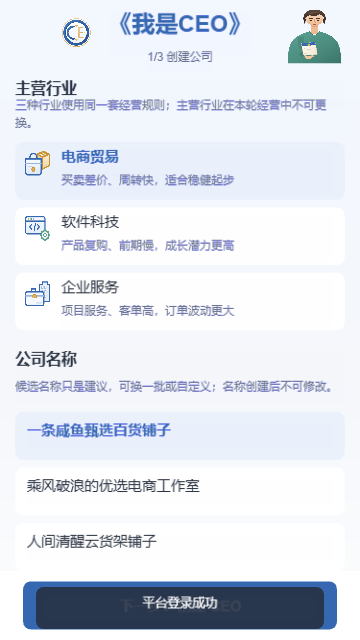 《我是CEO》
1/3 创建公司
主营行业
三种行业使用同一套经营规则；主营行业在本轮经营中不可更
换。
电商贸易
买卖差价、周转快，适合稳健起步
软件科技
产品复购、前期慢，成长潜力更高
企业服务
项目服务、客单高，订单波动更大
公司名称
候选名称只是建议，可换一批或自定义；名称创建后不可修改。
一条咸鱼甄选百货铺子
乘风破浪的优选电商工作室
人间清醒云货架铺子
平台登录成功